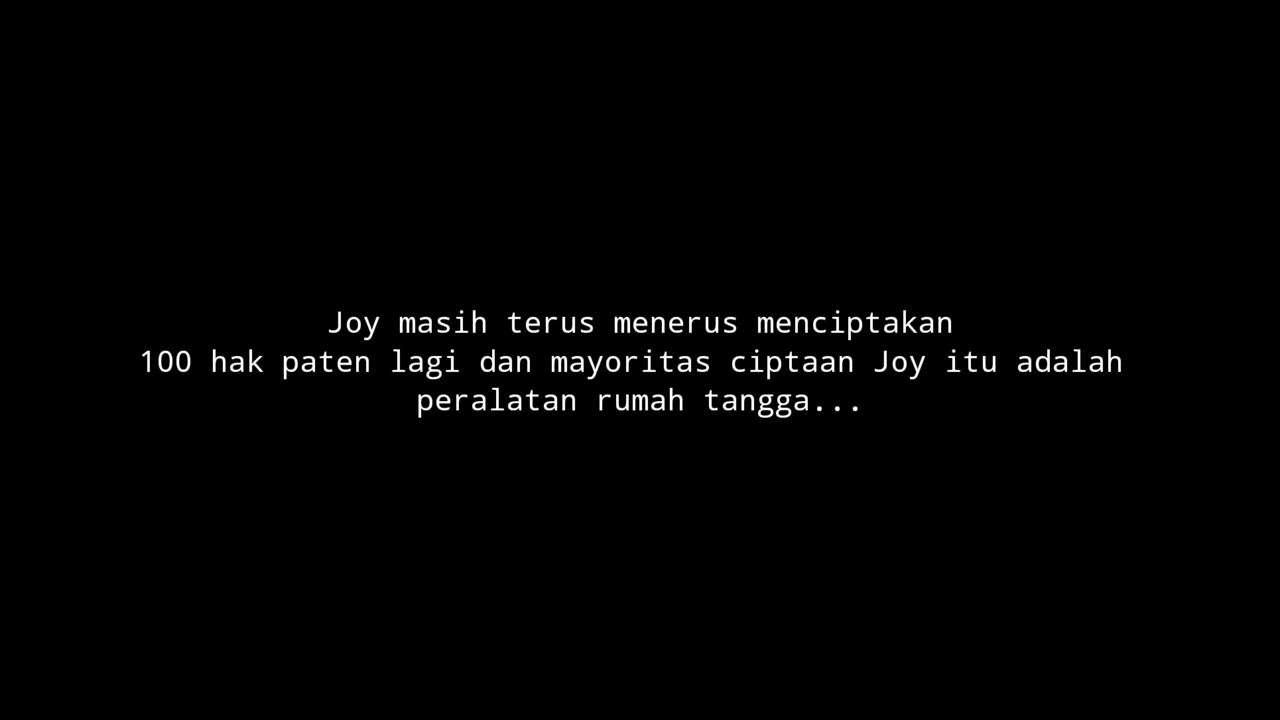 Joy masih terus menerus menciptakan
100 hak paten lagi dan mayoritas ciptaan Joy itu adalah
peralatan rumah tangga...